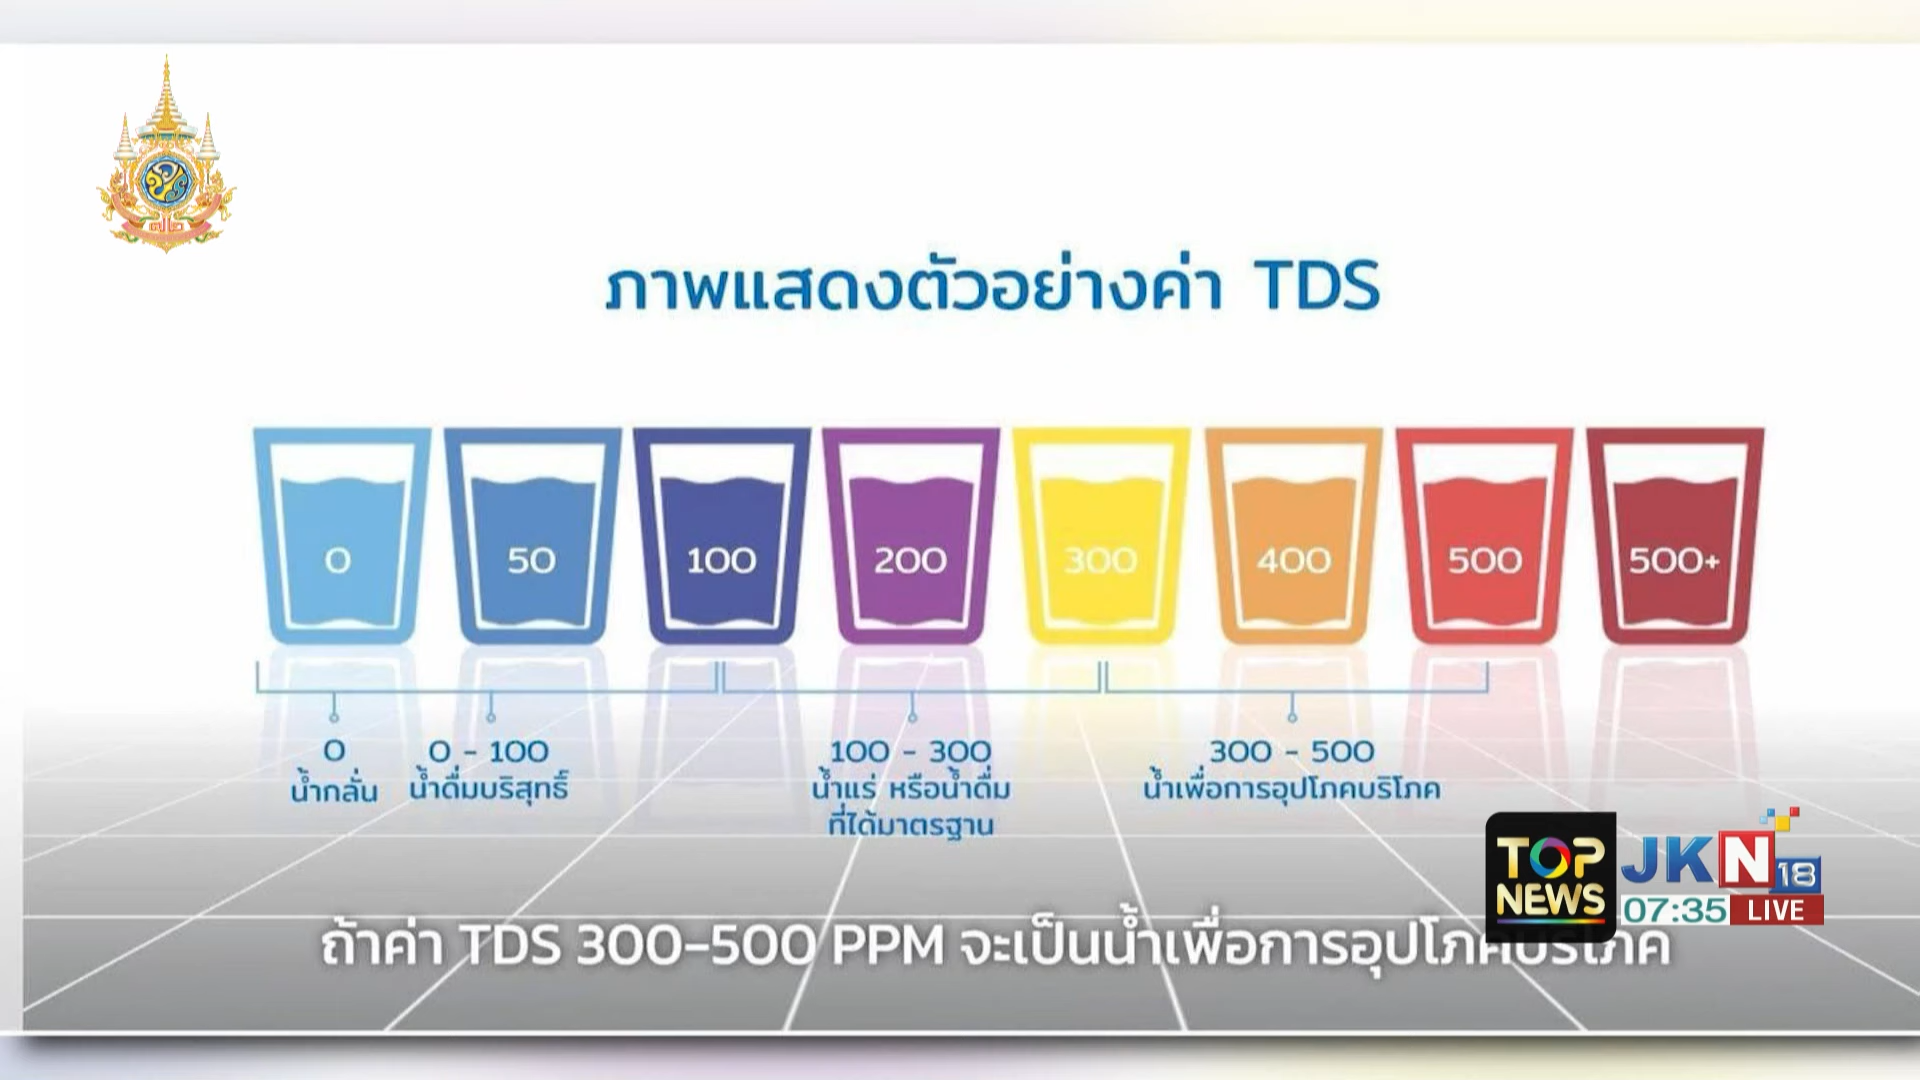 ภาพแสดงตัวอย่างค่า TDS
0 50 100 200 300 400 500 500+
0
น้ำกลั่น
0 - 100
น้ำดื่มบริสุทธิ์
100 - 300
น้ำแร่ หรือน้ำดื่ม
ที่ได้มาตรฐาน
300 - 500
น้ำเพื่อการอุปโภคบริโภค
TOP
NEWS
JKN 18
07:35 LIVE
ถ้าค่า TDS 300-500 PPM จะเป็นน้ำเพื่อการอุปโภคบริโภค